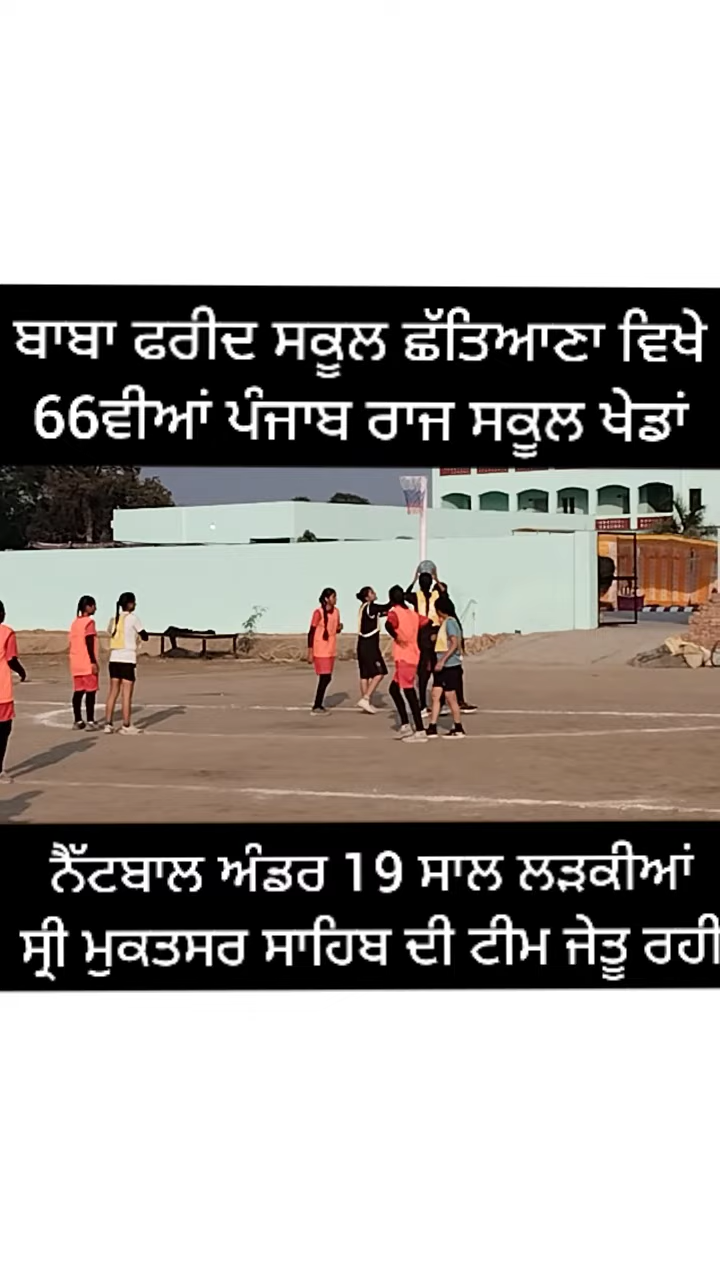 ਬਾਬਾ ਫਰੀਦ ਸਕੂਲ ਛੱਤਿਆਣਾ ਵਿਖੇ
66ਵੀਆਂ ਪੰਜਾਬ ਰਾਜ ਸਕੂਲ ਖੇਡਾਂ
ਨੈੱਟਬਾਲ ਅੰਡਰ 19 ਸਾਲ ਲੜਕੀਆਂ
ਸ੍ਰੀ ਮੁਕਤਸਰ ਸਾਹਿਬ ਦੀ ਟੀਮ ਜੇਤੂ ਰਹੀ